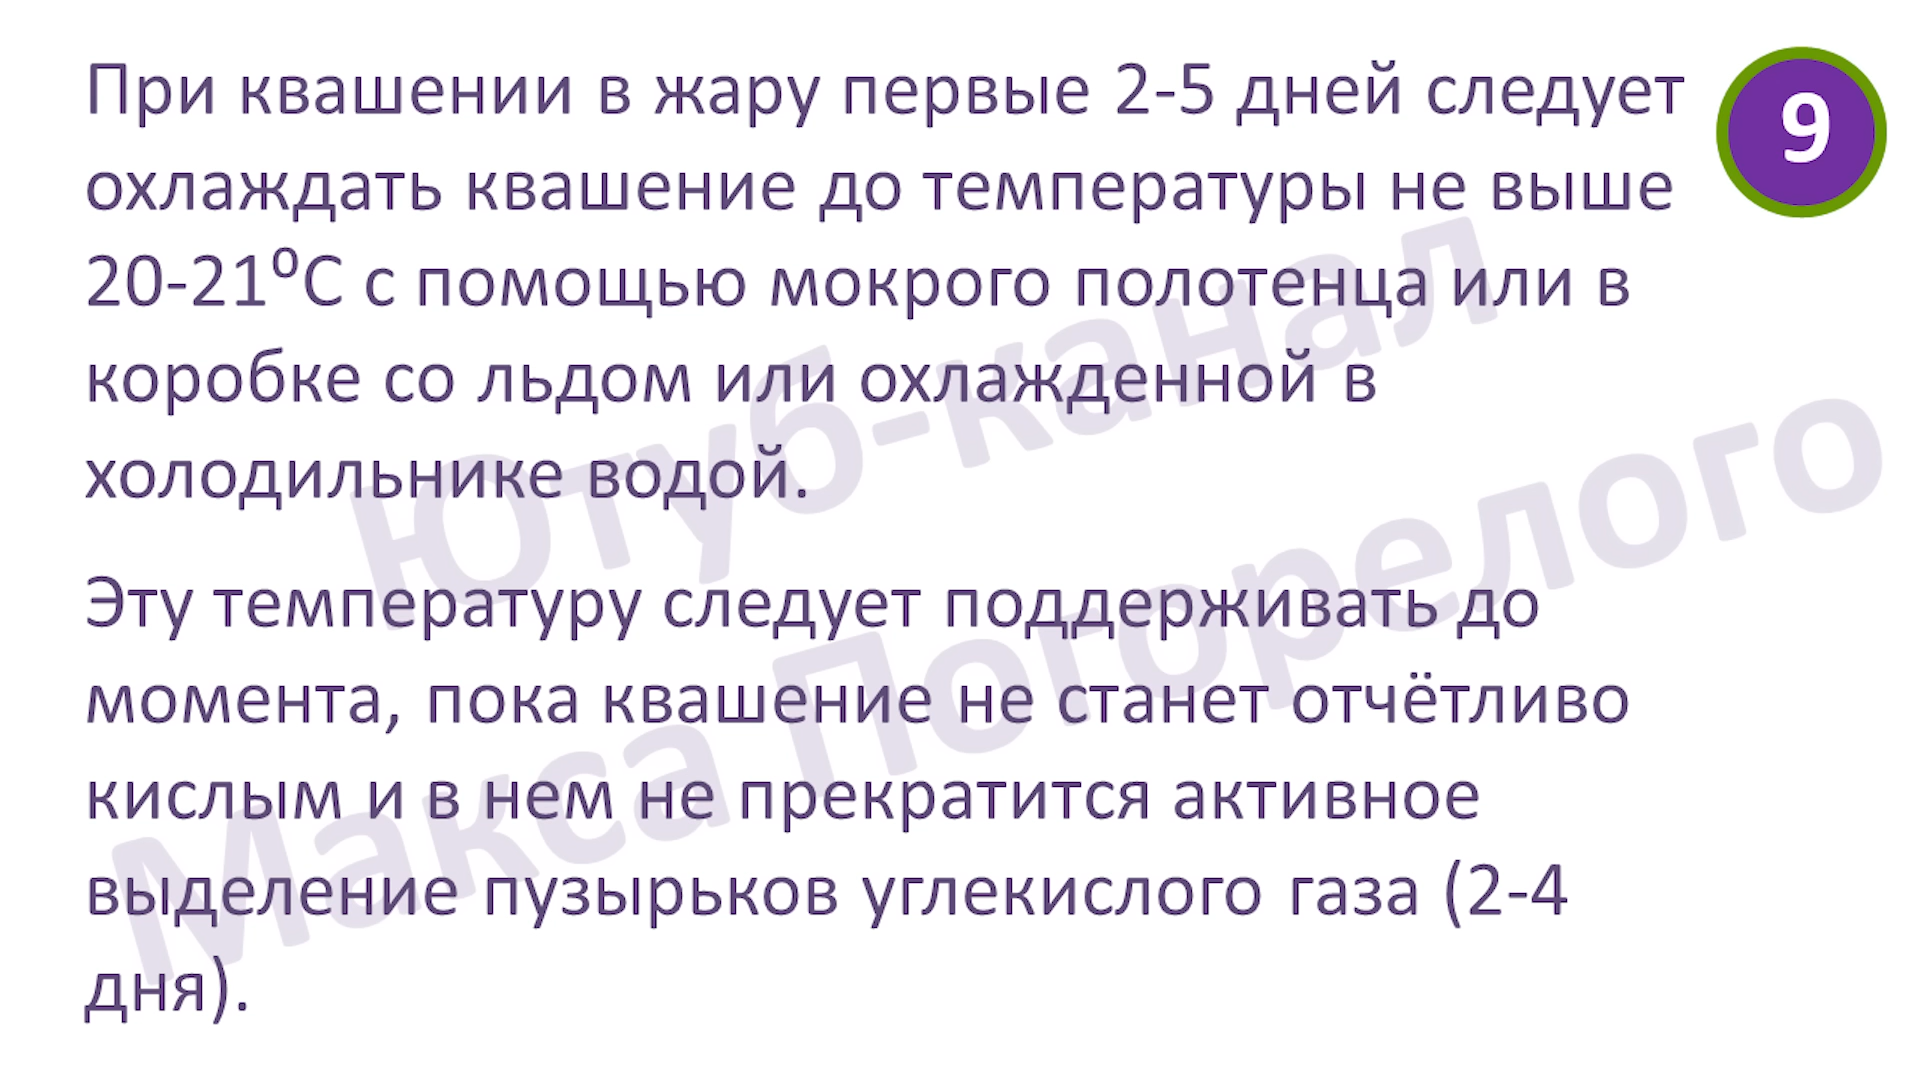 При квашении в жару первые 2-5 дней следует
охлаждать квашение до температуры не выше
20-21⁰С с помощью мокрого полотенца или в
коробке со льдом или охлажденной в
холодильнике водой.
Эту температуру следует поддерживать до
момента, пока квашение не станет отчётливо
кислым и в нем не прекратится активное
выделение пузырьков углекислого газа (2-4
дня).
9
Ютуб-канал
Макса Погорелого